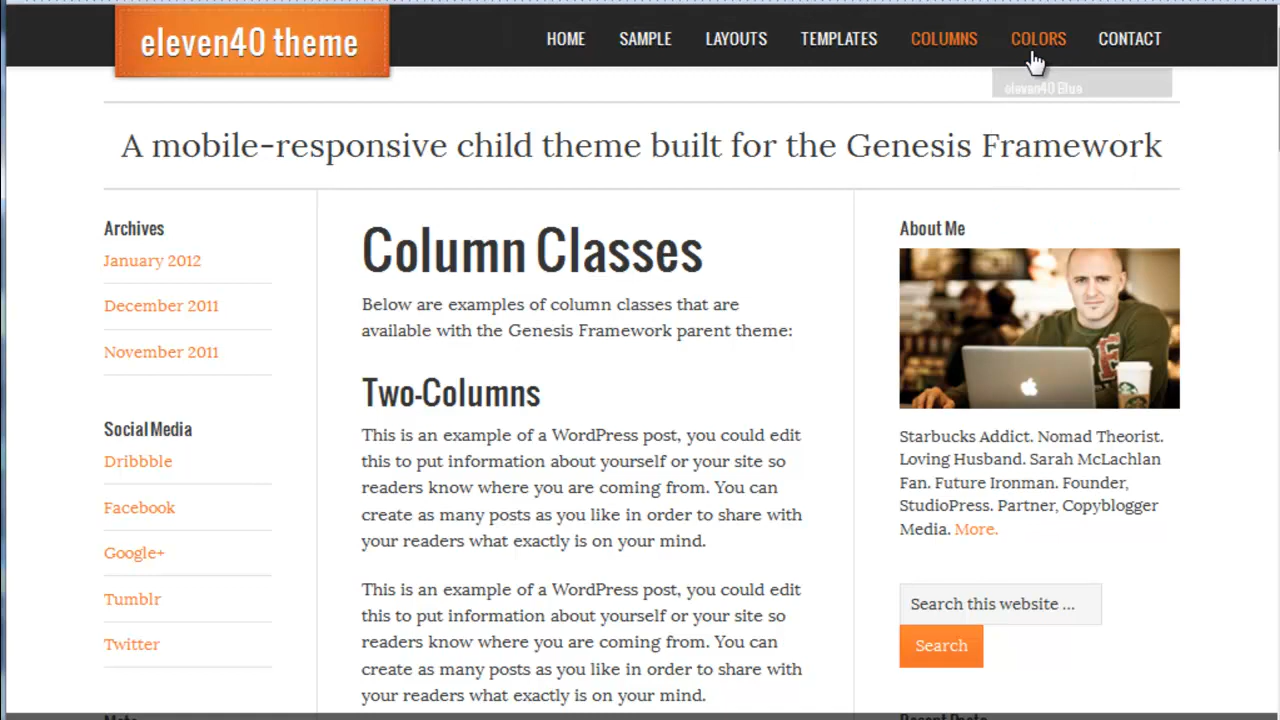 eleven40 theme
HOME SAMPLE LAYOUTS TEMPLATES COLUMNS COLORS CONTACT
eleven40 Blue
A mobile-responsive child theme built for the Genesis Framework
Archives
January 2012
December 2011
November 2011
Social Media
Dribbble
Facebook
Google+
Tumblr
Twitter
Column Classes
Below are examples of column classes that are
available with the Genesis Framework parent theme:
Two-Columns
This is an example of a WordPress post, you could edit
this to put information about yourself or your site so
readers know where you are coming from. You can
create as many posts as you like in order to share with
your readers what exactly is on your mind.
This is an example of a WordPress post, you could edit
this to put information about yourself or your site so
readers know where you are coming from. You can
create as many posts as you like in order to share with
your readers what exactly is on your mind.
About Me
Starbucks Addict. Nomad Theorist.
Loving Husband. Sarah McLachlan
Fan. Future Ironman. Founder,
StudioPress. Partner, Copyblogger
Media. More.
Search this website ...
Search